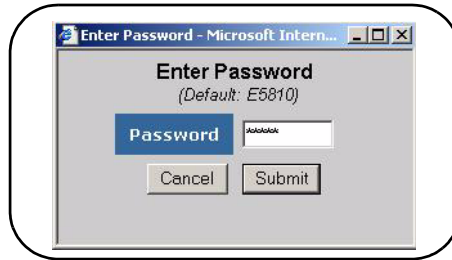 Enter Password - Microsoft Intern...
Enter Password
(Default: E5810)
Password *****
Cancel Submit